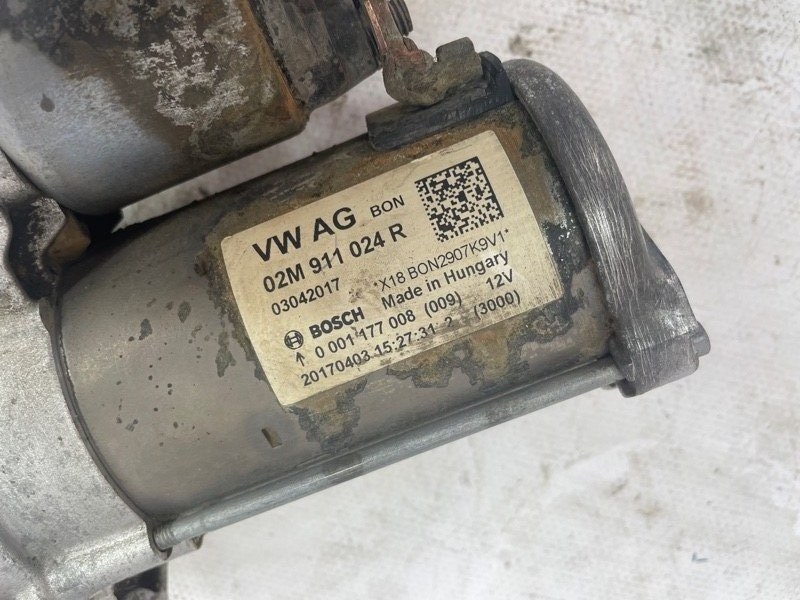 VW AG BON
02M 911 024 R
03042017 *X18 BON2907K9V1*
Made in Hungary
BOSCH
0 001 177 008 (009) 12V
20170403 15:27:31 2 (3000)